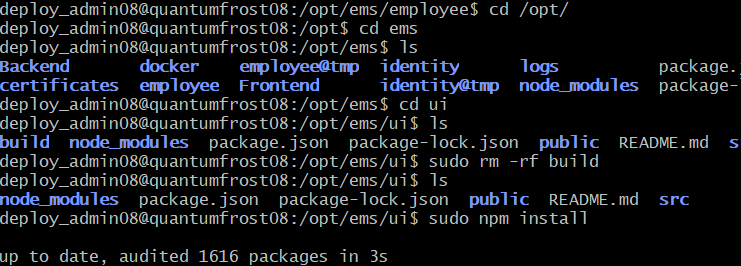 deploy_admin08@quantumfrost08:/opt/ems/employee$ cd /opt/
deploy_admin08@quantumfrost08:/opt$ cd ems
deploy_admin08@quantumfrost08:/opt/ems$ ls
Backend       docker    employee@tmp  identity      logs          package.
certificates  employee  Frontend      identity@tmp  node_modules  package-
deploy_admin08@quantumfrost08:/opt/ems$ cd ui
deploy_admin08@quantumfrost08:/opt/ems/ui$ ls
build  node_modules  package.json  package-lock.json  public  README.md  s
deploy_admin08@quantumfrost08:/opt/ems/ui$ sudo rm -rf build
deploy_admin08@quantumfrost08:/opt/ems/ui$ ls
node_modules  package.json  package-lock.json  public  README.md  src
deploy_admin08@quantumfrost08:/opt/ems/ui$ sudo npm install
up to date, audited 1616 packages in 3s